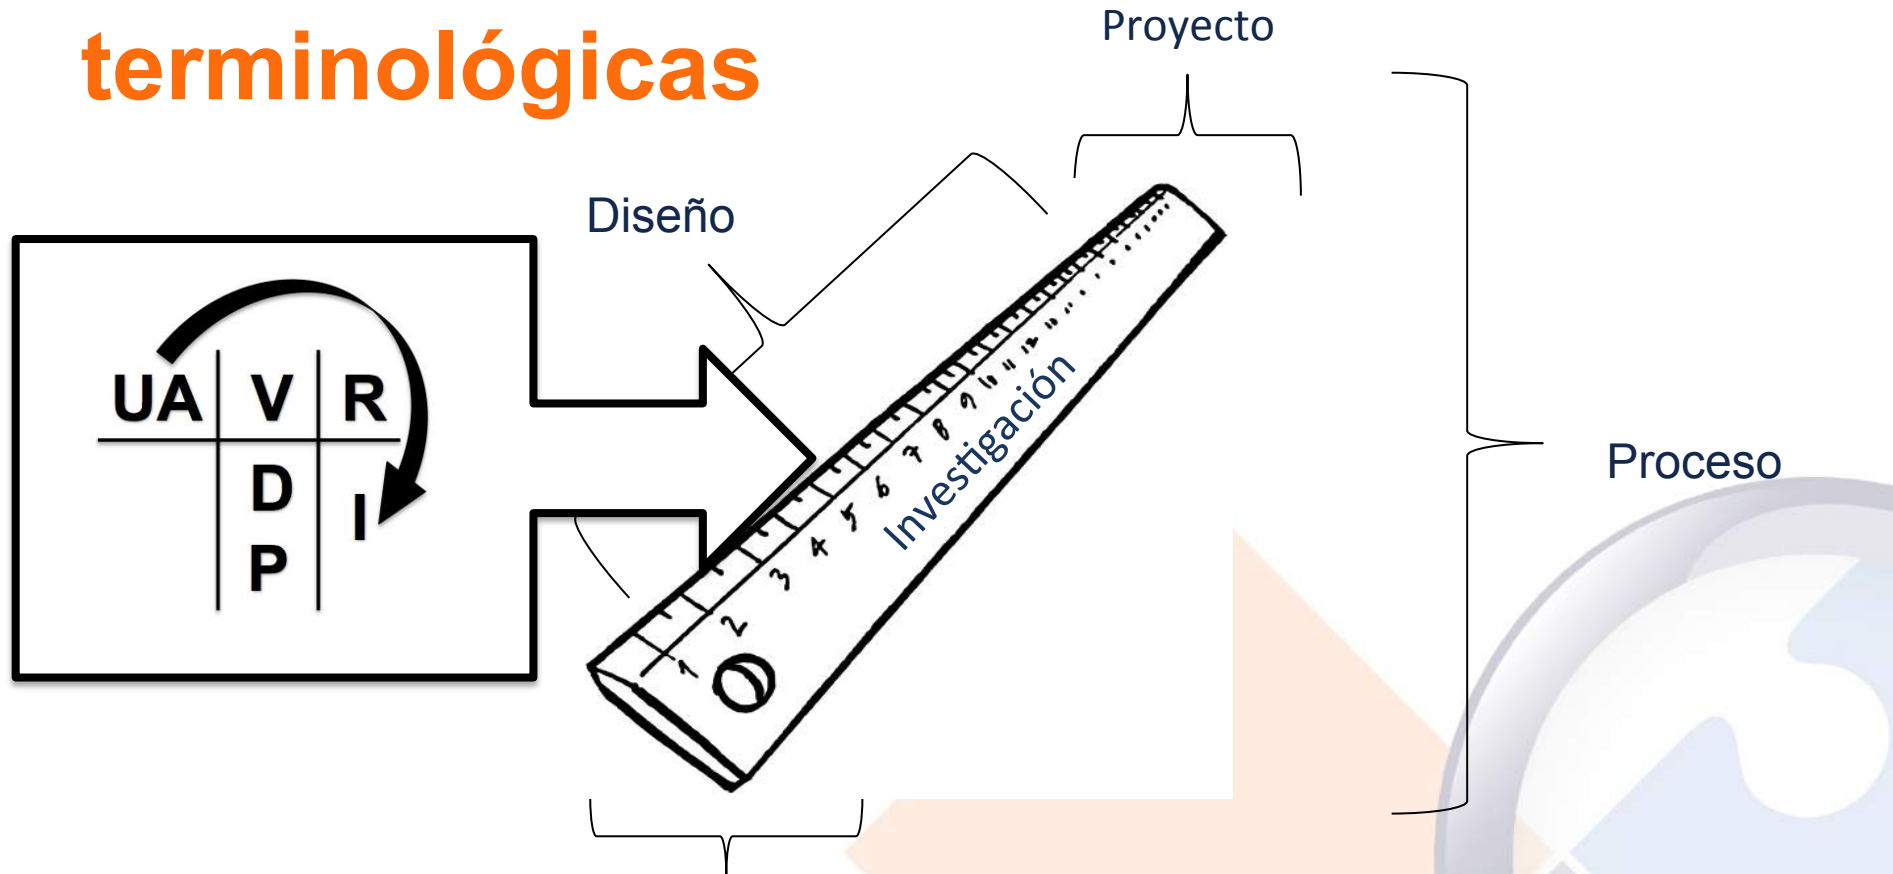 terminológicas
Proyecto
Diseño
UA V R
D
I
P
Proceso
Investigación
1
2
3
4
5
6
7
8
9
10
11
12